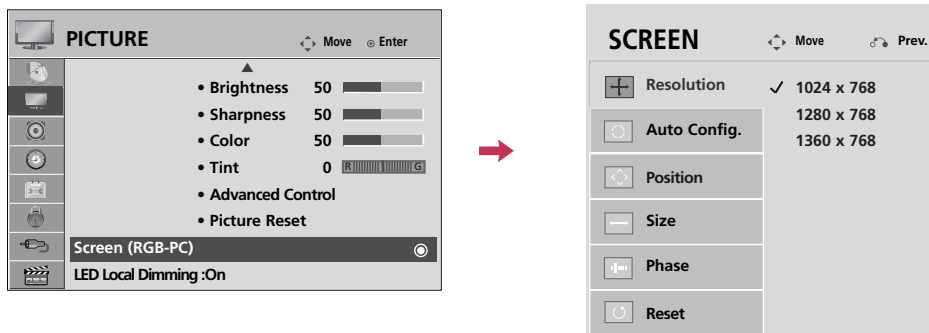 PICTURE Move Enter
• Brightness 50
• Sharpness 50
• Color 50
• Tint 0 R G
• Advanced Control
• Picture Reset
Screen (RGB-PC)
LED Local Dimming :On
SCREEN Move Prev.
Resolution ✓ 1024 x 768
1280 x 768
Auto Config.
1360 x 768
Position
Size
Phase
Reset